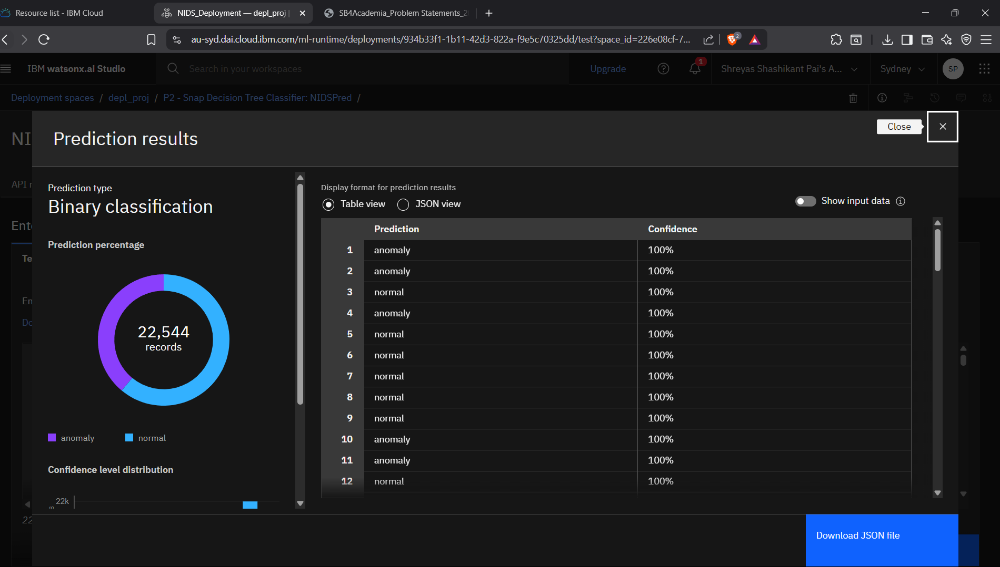 Resource list - IBM Cloud
NIDS_Deployment — depl_proj |
SB4Academia_Problem Statements_2
au-syd.dai.cloud.ibm.com/ml-runtime/deployments/934b33f1-1b11-42d3-822a-f9e5c70325dd/test?space_id=226e08cf-7...
2
IBM watsonx.ai Studio
Search in your workspaces
Upgrade
1
Shreyas Shashikant Pai's A...
Sydney
SP
Deployment spaces / depl_proj / P2 - Snap Decision Tree Classifier: NIDSPred /
NI
API r
Ente
Te
En
Do
22
Prediction results
Close
Prediction type
Binary classification
Prediction percentage
22,544
records
anomaly normal
Confidence level distribution
22k
Display format for prediction results
Table view JSON view
Show input data
Prediction Confidence
1 anomaly 100%
2 anomaly 100%
3 normal 100%
4 anomaly 100%
5 normal 100%
6 normal 100%
7 normal 100%
8 normal 100%
9 normal 100%
10 anomaly 100%
11 anomaly 100%
12 normal 100%
Download JSON file